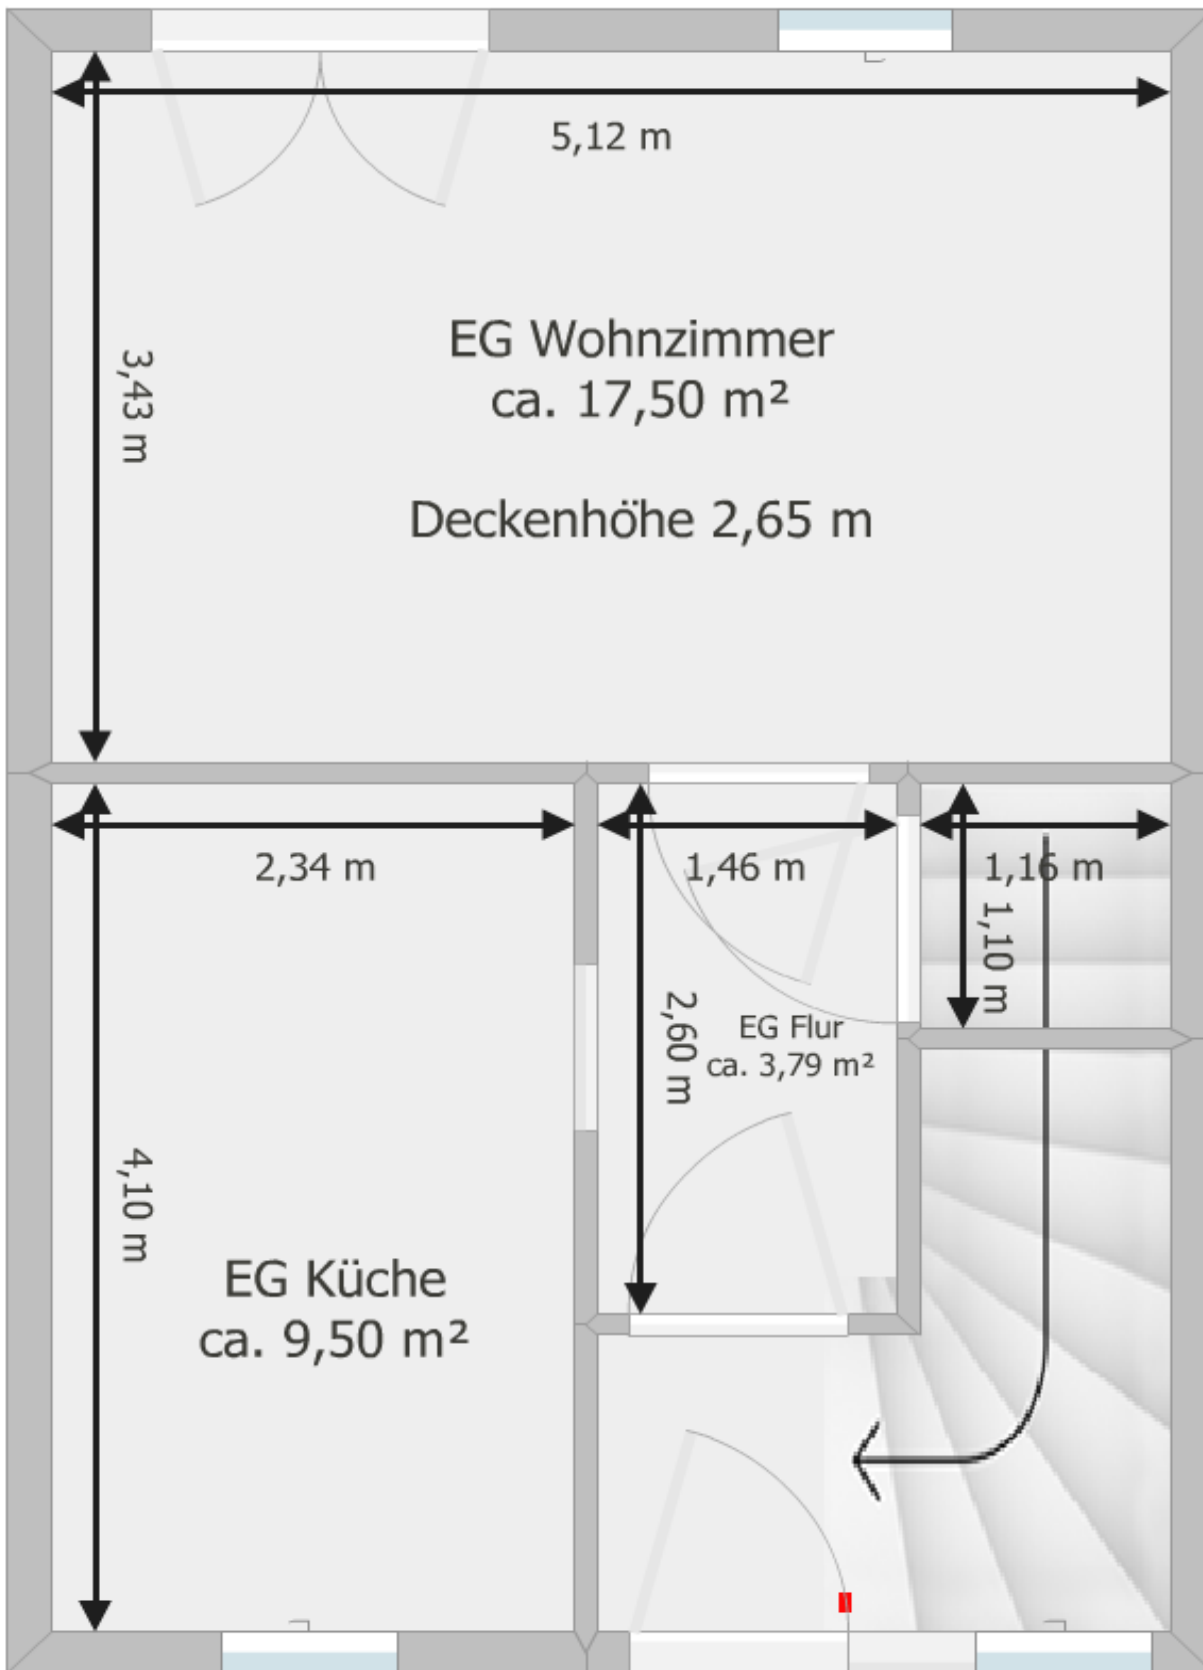 5,12 m
3,43 m
EG Wohnzimmer
ca. 17,50 m²
Deckenhöhe 2,65 m
2,34 m
1,46 m
1,16 m
1,10 m
2,60 m
EG Flur
ca. 3,79 m²
4,10 m
EG Küche
ca. 9,50 m²